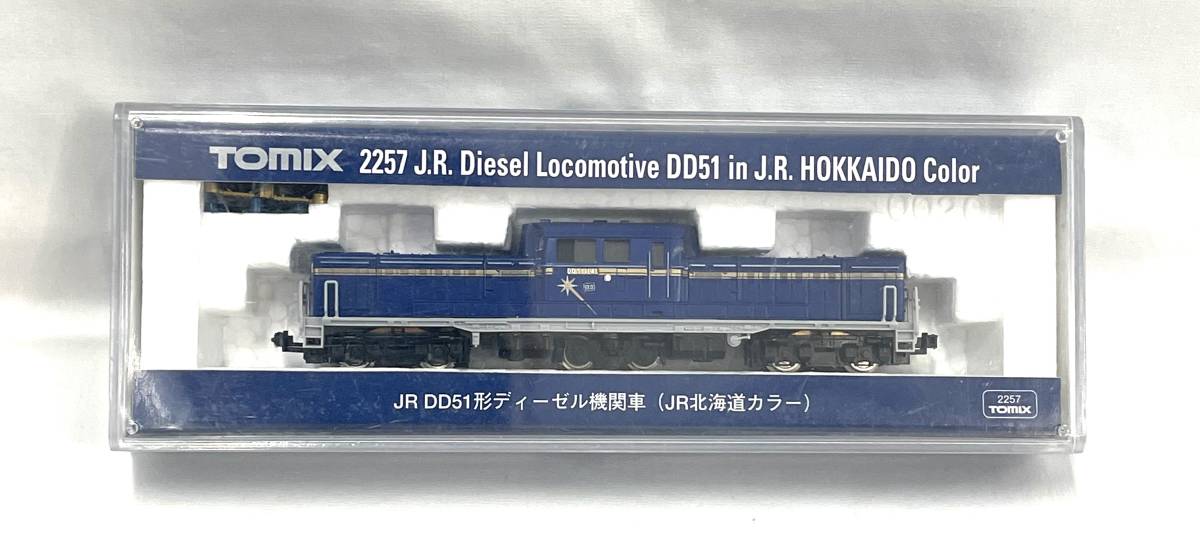 TOMIX 2257 J.R. Diesel Locomotive DD51 in J.R. HOKKAIDO Color
JR DD51形ディーゼル機関車（JR北海道カラー）
2257
TOMIX